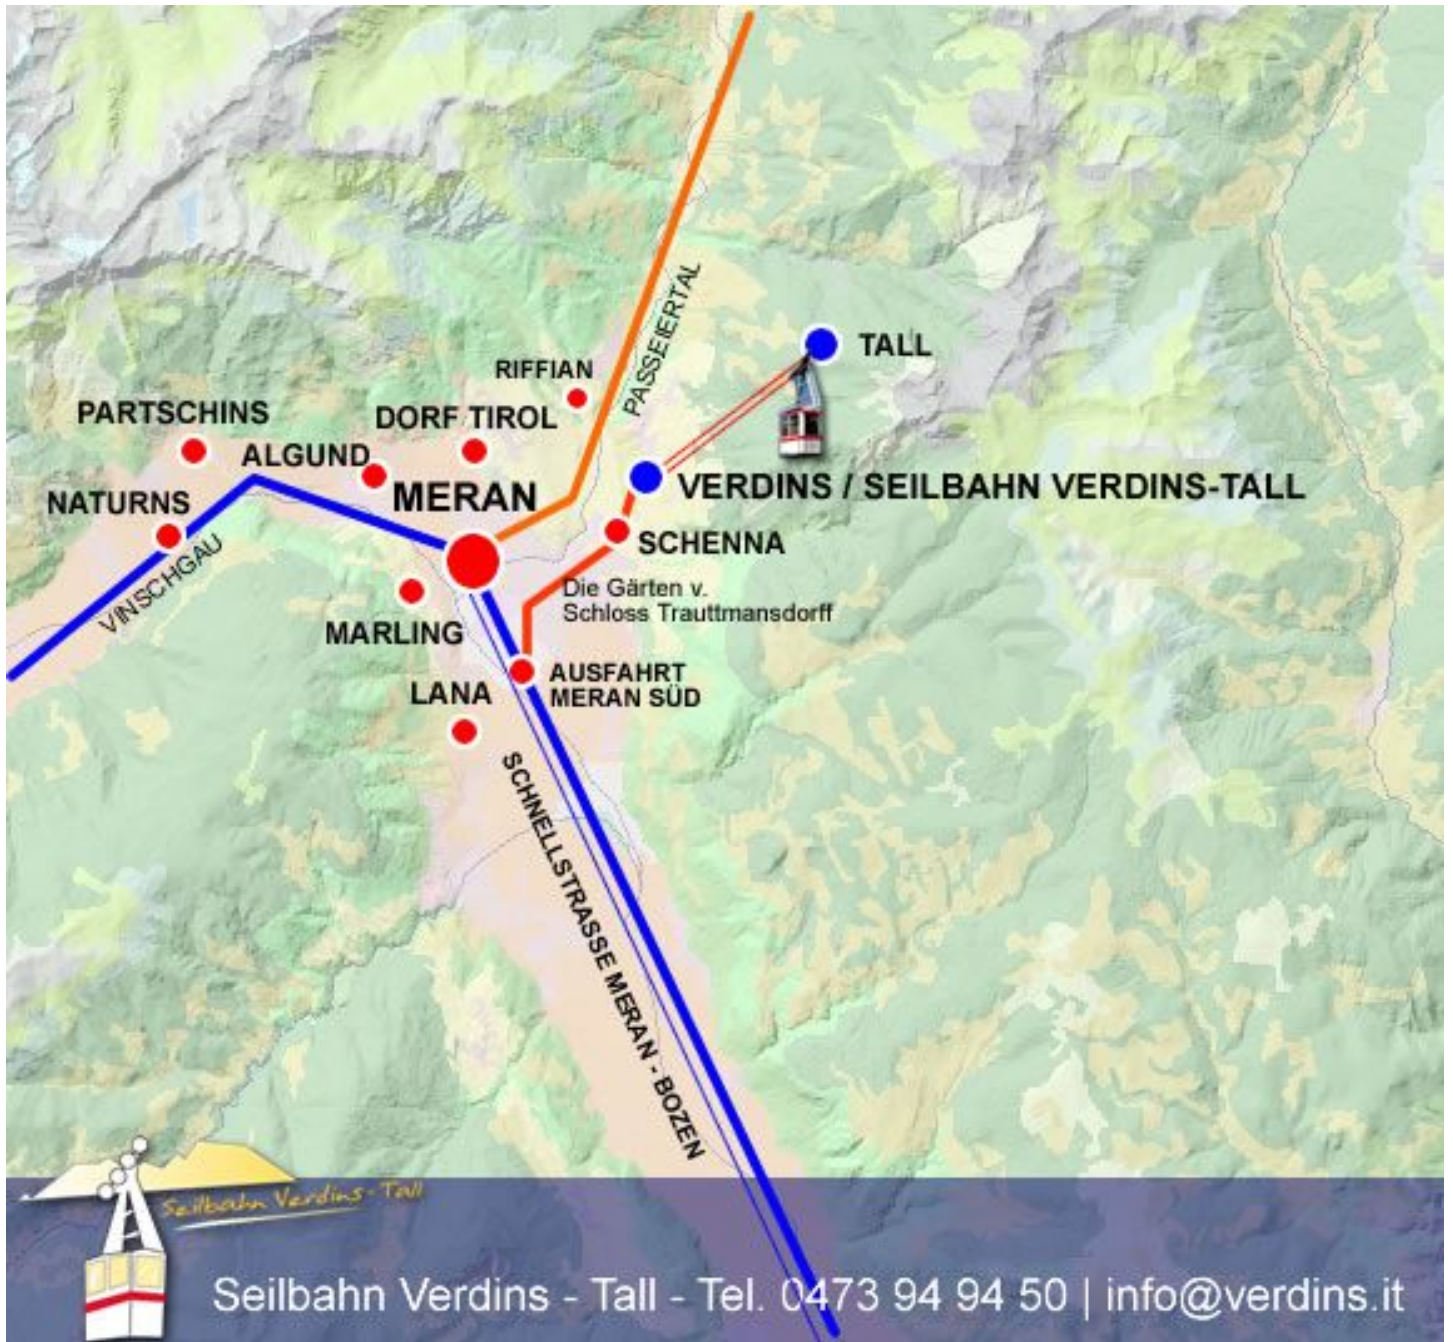 PASSEIERTAL
TALL
RIFFIAN
PARTSCHINS
DORF TIROL
ALGUND
MERAN
VERDINS / SEILBAHN VERDINS-TALL
NATURNS
SCHENNA
VINSCHGAU
Die Gärten v.
Schloss Trauttmansdorff
MARLING
AUSFAHRT
MERAN SÜD
LANA
SCHNELLSTRASSE MERAN - BOZEN
Seilbahn Verdins - Tall
Seilbahn Verdins - Tall - Tel. 0473 94 94 50 | info@verdins.it